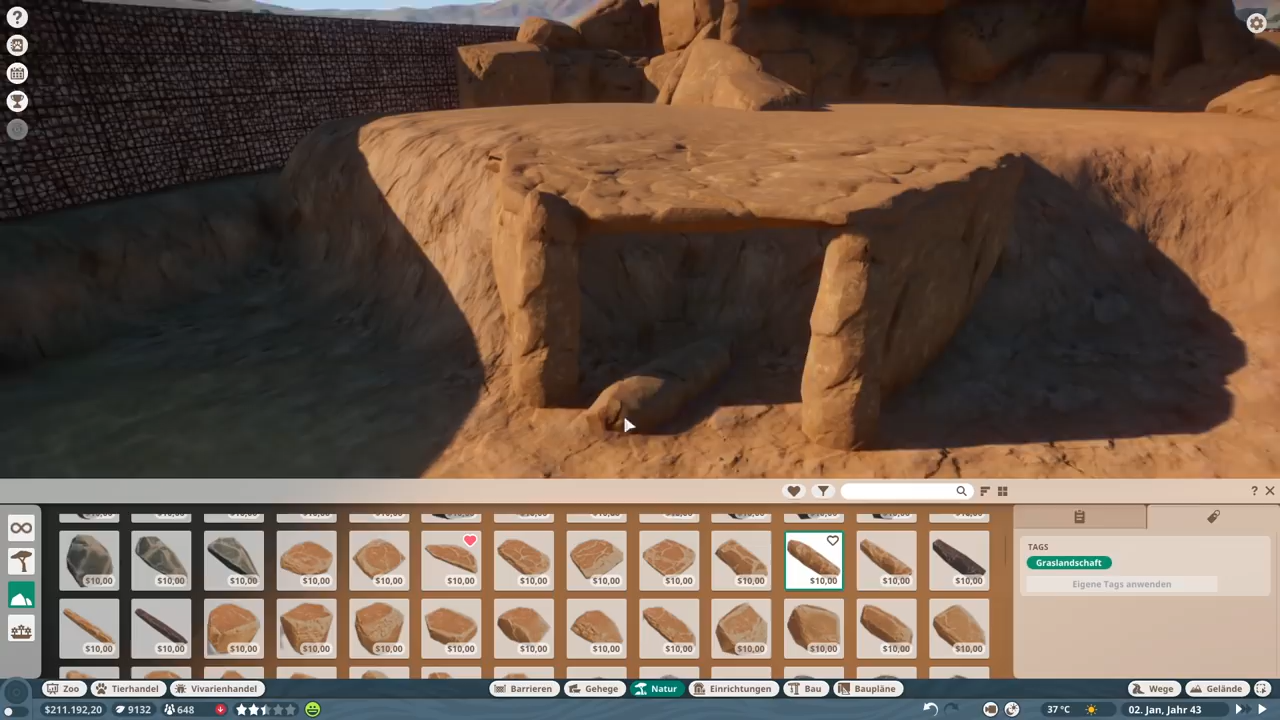 $10,00 $10,00 $10,00 $10,00 $10,00 $10,00 $10,00 $10,00 $10,00 $10,00 $10,00 $10,00 $10,00
$10,00 $10,00 $10,00 $10,00 $10,00 $10,00 $10,00 $10,00 $10,00 $10,00 $10,00 $10,00 $10,00
? 
TAGS
Graslandschaft
Eigene Tags anwenden
Zoo Tierhandel Vivarienhandel Barrieren Gehege Natur Einrichtungen Bau Baupläne Wege Gelände
$211.192,20 9132 648 37 °C 02. Jan, Jahr 43